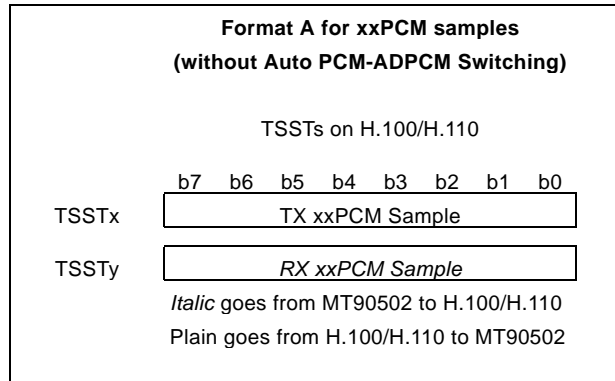 Format A for xxPCM samples
(without Auto PCM-ADPCM Switching)
TSSTs on H.100/H.110
b7 b6 b5 b4 b3 b2 b1 b0
TSSTx TX xxPCM Sample
TSSTy RX xxPCM Sample
Italic goes from MT90502 to H.100/H.110
Plain goes from H.100/H.110 to MT90502